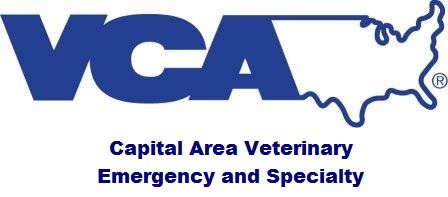 VCA®
Capital Area Veterinary
Emergency and Specialty